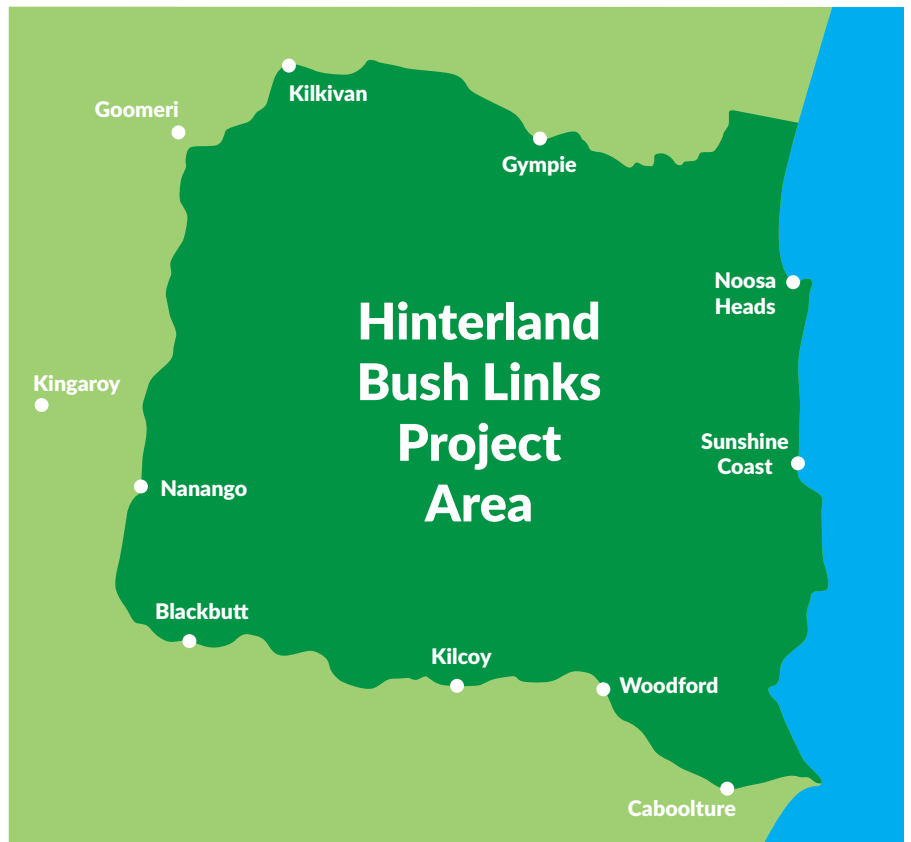 Kilkivan
Goomeri
Gympie
Noosa
Heads
Hinterland
Bush Links
Project
Area
Kingaroy
Sunshine
Coast
Nanango
Blackbutt
Kilcoy
Woodford
Caboolture